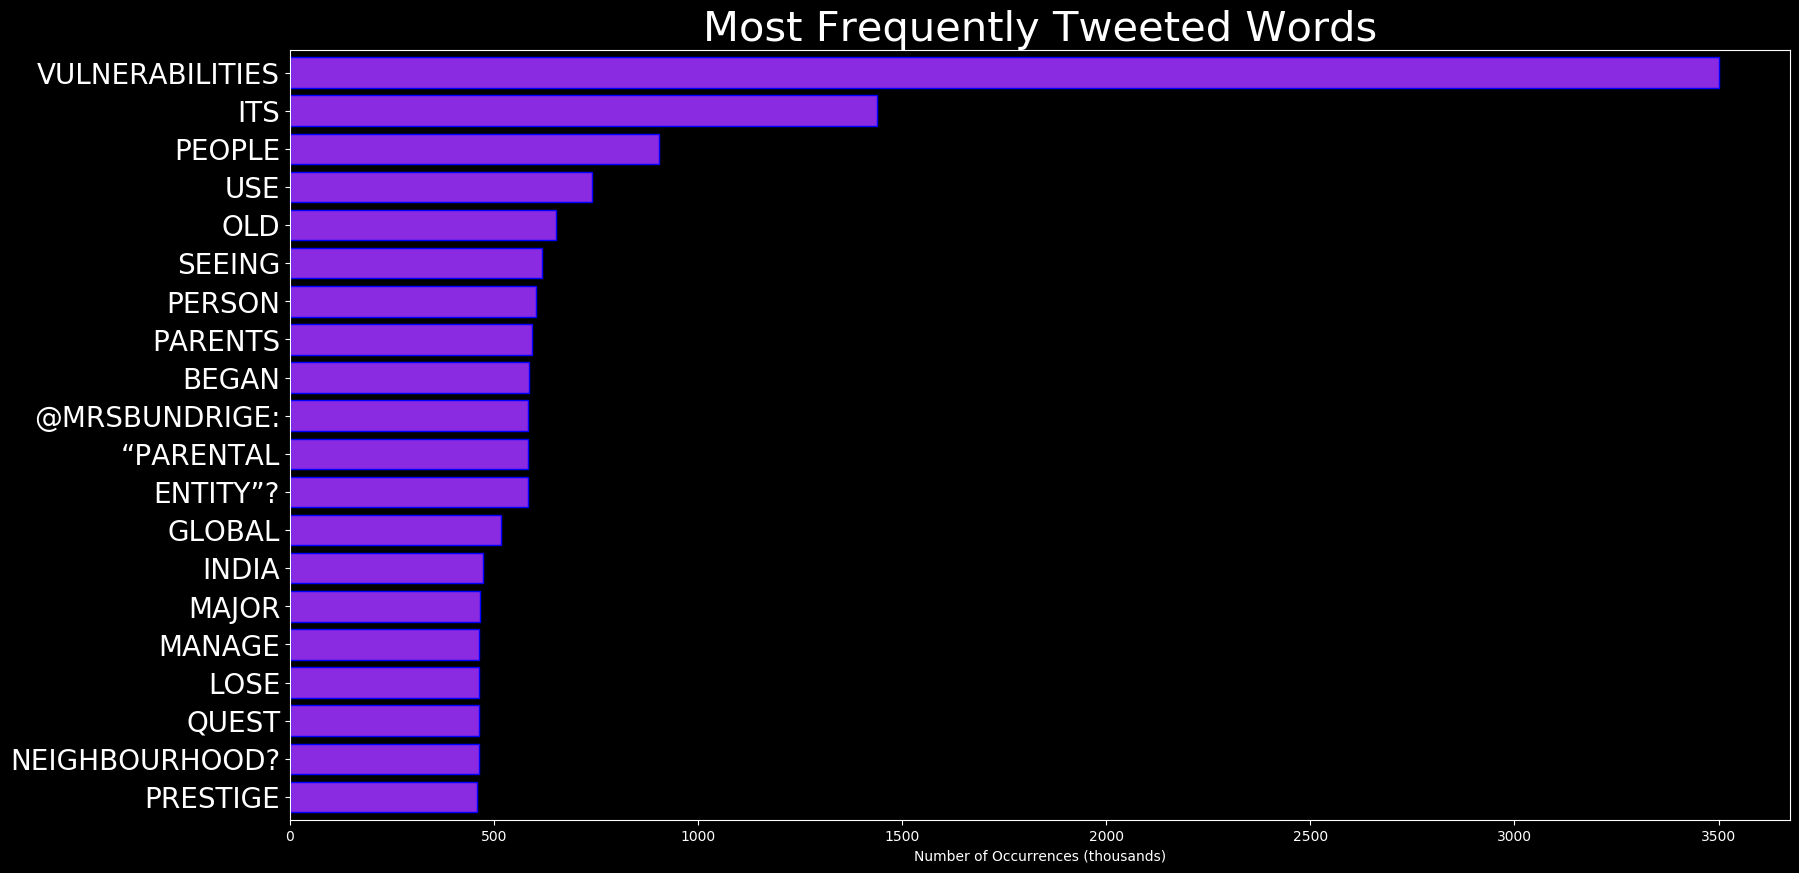 Most Frequently Tweeted Words
VULNERABILITIES
ITS
PEOPLE
USE
OLD
SEEING
PERSON
PARENTS
BEGAN
@MRSBUNDRIGE:
“PARENTAL
ENTITY”?
GLOBAL
INDIA
MAJOR
MANAGE
LOSE
QUEST
NEIGHBOURHOOD?
PRESTIGE
0 500 1000 1500 2000 2500 3000 3500
Number of Occurrences (thousands)